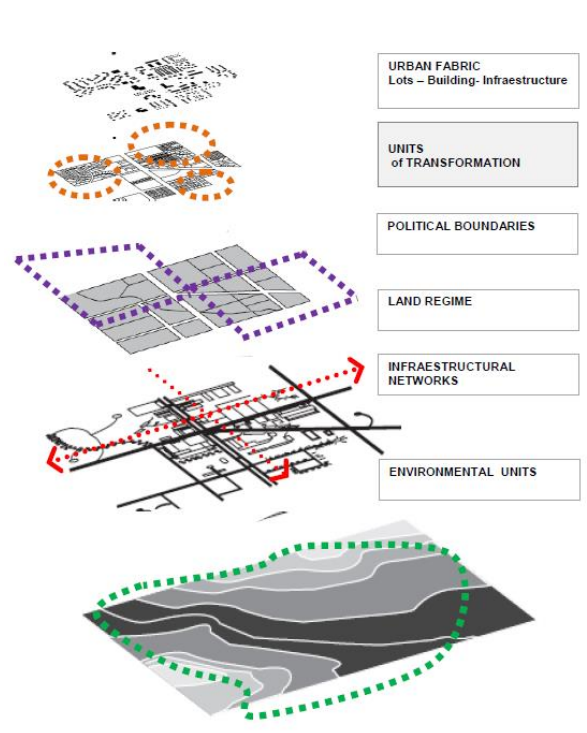 URBAN FABRIC
Lots – Building- Infraestructure
UNITS
of TRANSFORMATION
POLITICAL BOUNDARIES
LAND REGIME
INFRAESTRUCTURAL
NETWORKS
ENVIRONMENTAL UNITS